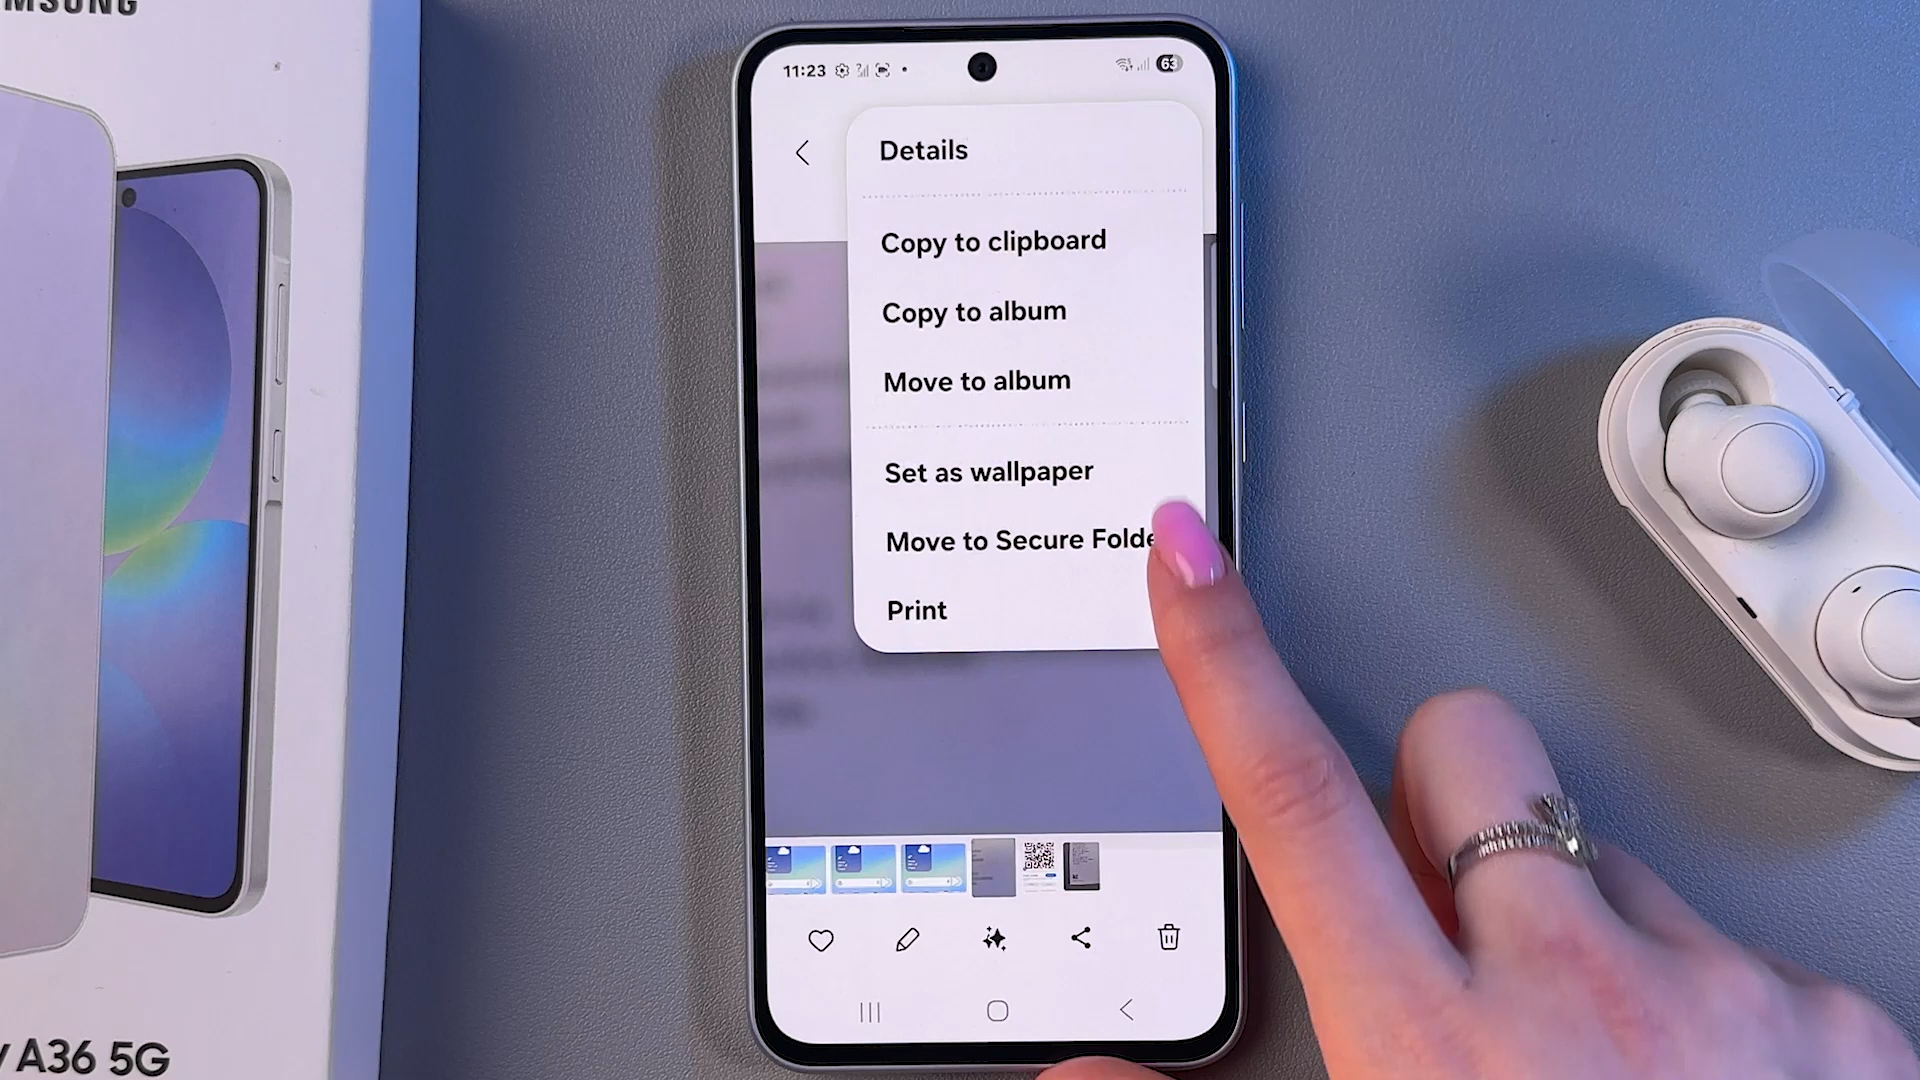 11:23
63
Details
Copy to clipboard
Copy to album
Move to album
Set as wallpaper
Move to Secure Folde
Print
MSUNG
y A36 5G